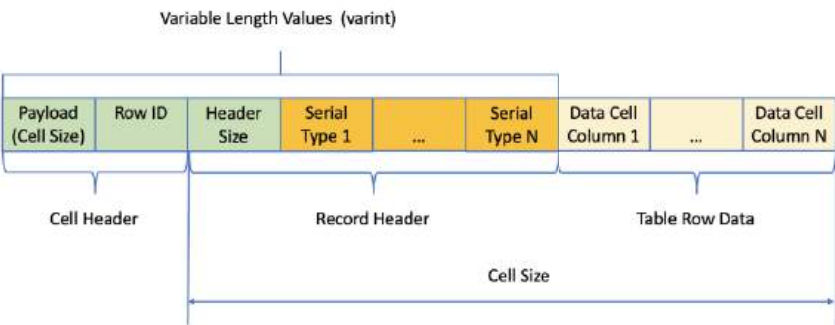 Variable Length Values (varint)
Payload
(Cell Size)
Row ID
Header
Size
Serial
Type 1
...
Serial
Type N
Data Cell
Column 1
...
Data Cell
Column N
Cell Header
Record Header
Table Row Data
Cell Size